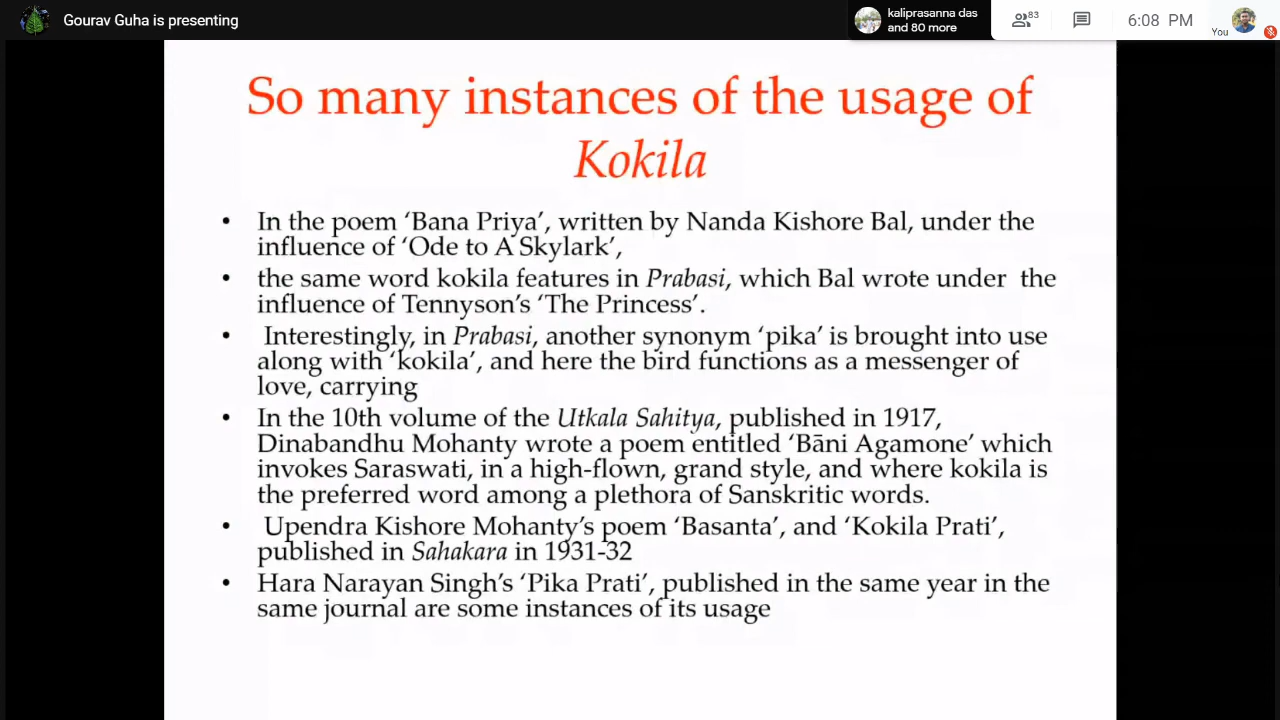 Gourav Guha is presenting
kaliprasanna das
and 80 more
83
6:08 PM
You
So many instances of the usage of
Kokila
• In the poem ‘Bana Priya’, written by Nanda Kishore Bal, under the
influence of ‘Ode to A Skylark’,
• the same word kokila features in Prabasi, which Bal wrote under the
influence of Tennyson’s ‘The Princess’.
• Interestingly, in Prabasi, another synonym ‘pika’ is brought into use
along with ‘kokila’, and here the bird functions as a messenger of
love, carrying
• In the 10th volume of the Utkala Sahitya, published in 1917,
Dinabandhu Mohanty wrote a poem entitled ‘Bāni Agamone’ which
invokes Saraswati, in a high-flown, grand style, and where kokila is
the preferred word among a plethora of Sanskritic words.
• Upendra Kishore Mohanty’s poem ‘Basanta’, and ‘Kokila Prati’,
published in Sahakara in 1931-32
• Hara Narayan Singh’s ‘Pika Prati’, published in the same year in the
same journal are some instances of its usage